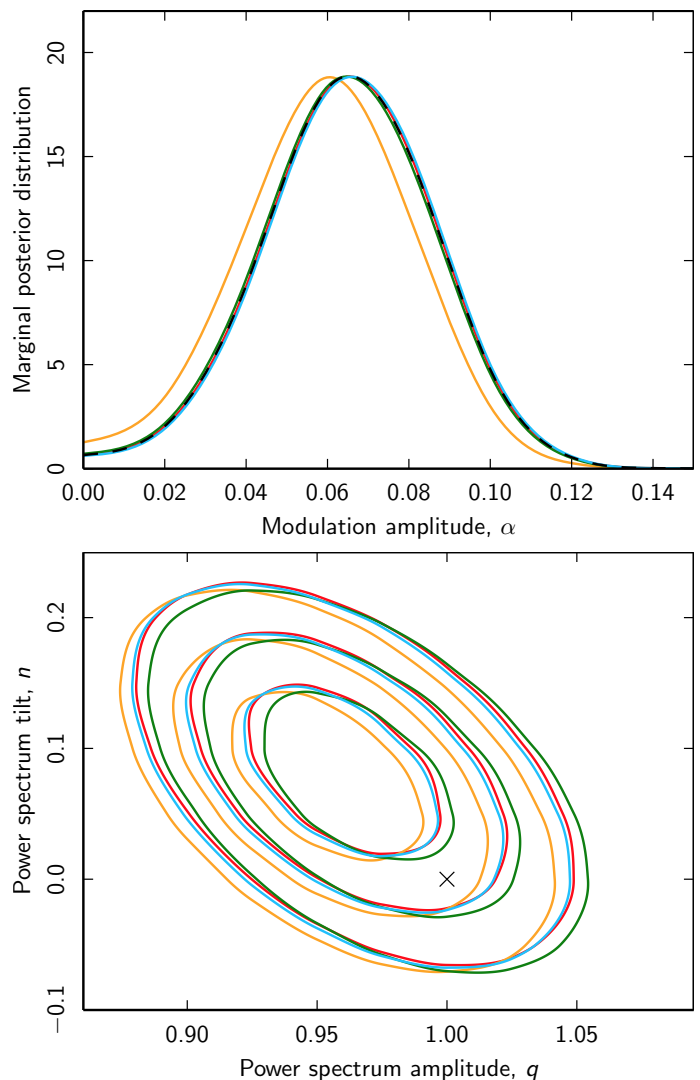 Marginal posterior distribution
0 5 10 15 20
0.00 0.02 0.04 0.06 0.08 0.10 0.12 0.14
Modulation amplitude, α
Power spectrum tilt, n
−0.1 0.0 0.1 0.2
0.90 0.95 1.00 1.05
Power spectrum amplitude, q